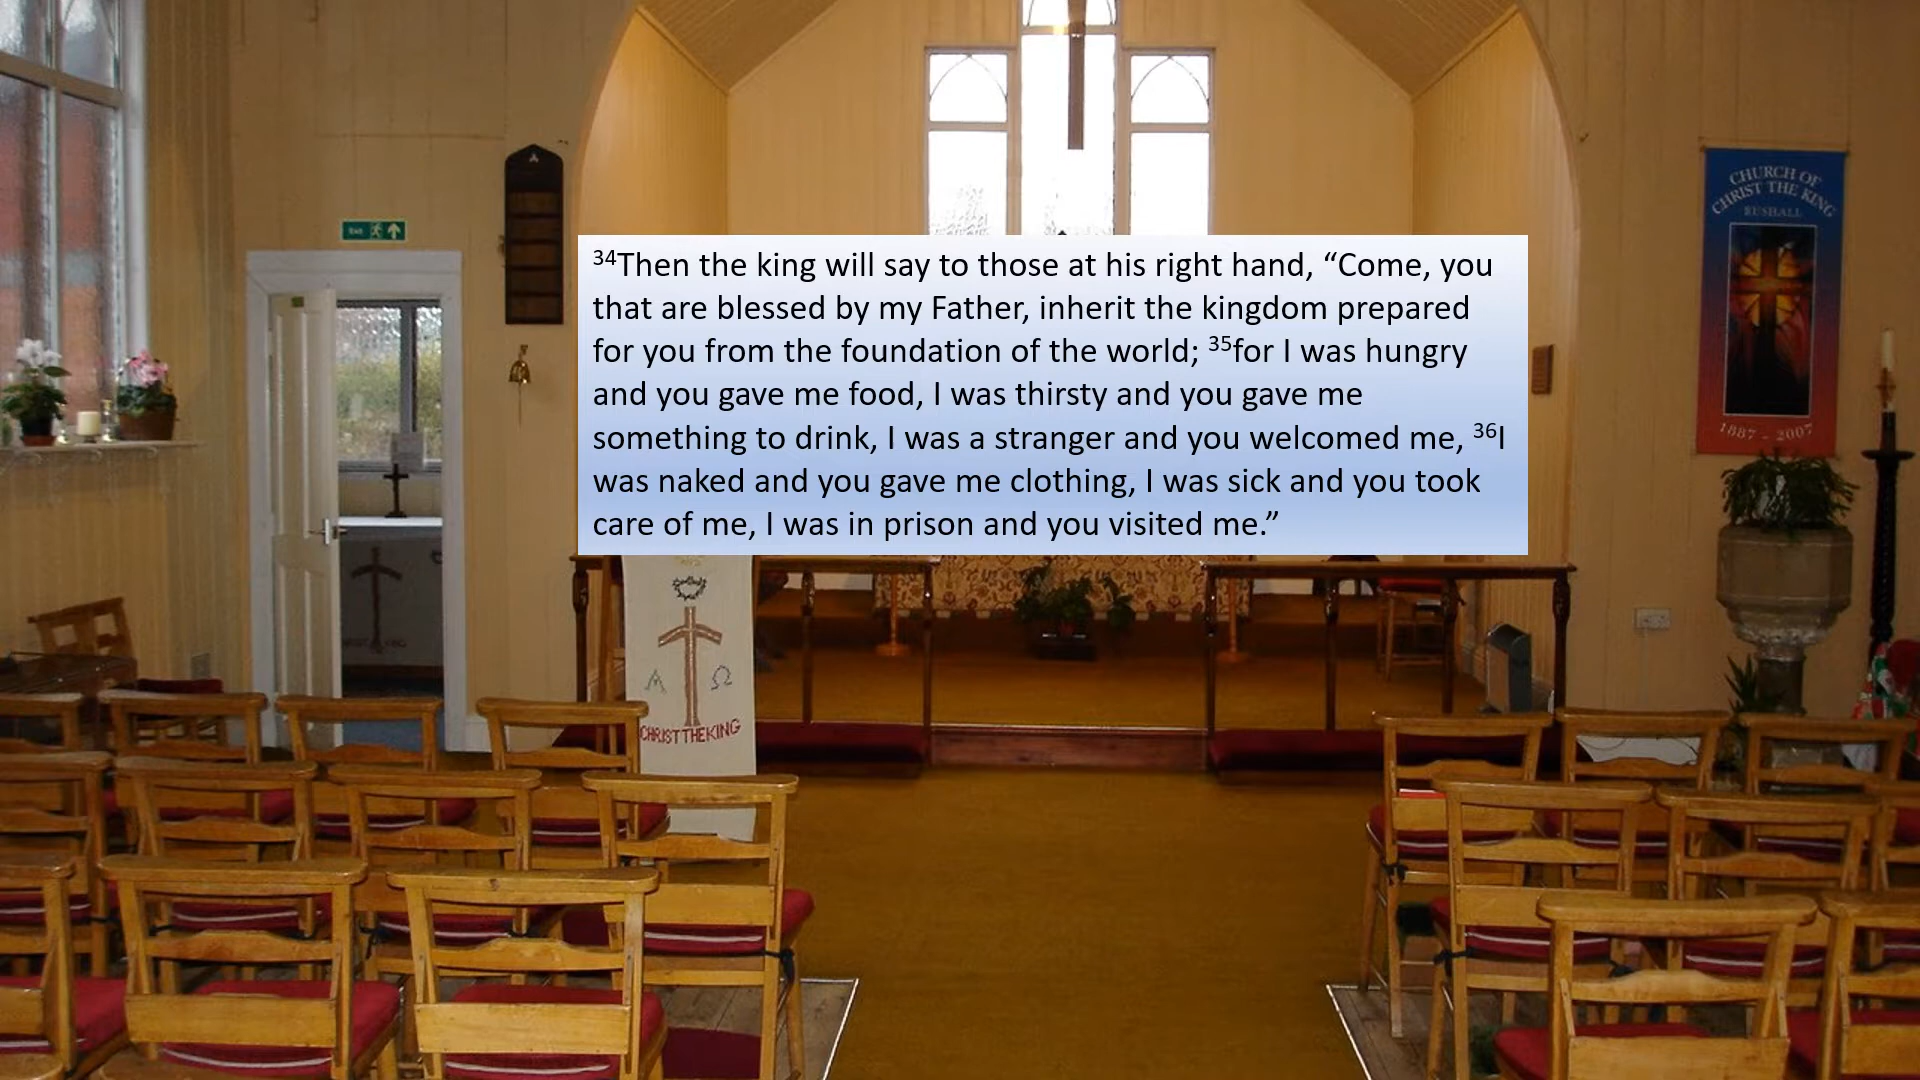 Exit
CHURCH OF
CHRIST THE KING
RUSHALL
1887 - 2007
³⁴Then the king will say to those at his right hand, “Come, you
that are blessed by my Father, inherit the kingdom prepared
for you from the foundation of the world; ³⁵for I was hungry
and you gave me food, I was thirsty and you gave me
something to drink, I was a stranger and you welcomed me, ³⁶I
was naked and you gave me clothing, I was sick and you took
care of me, I was in prison and you visited me.”
Α Ω
CHRIST THE KING